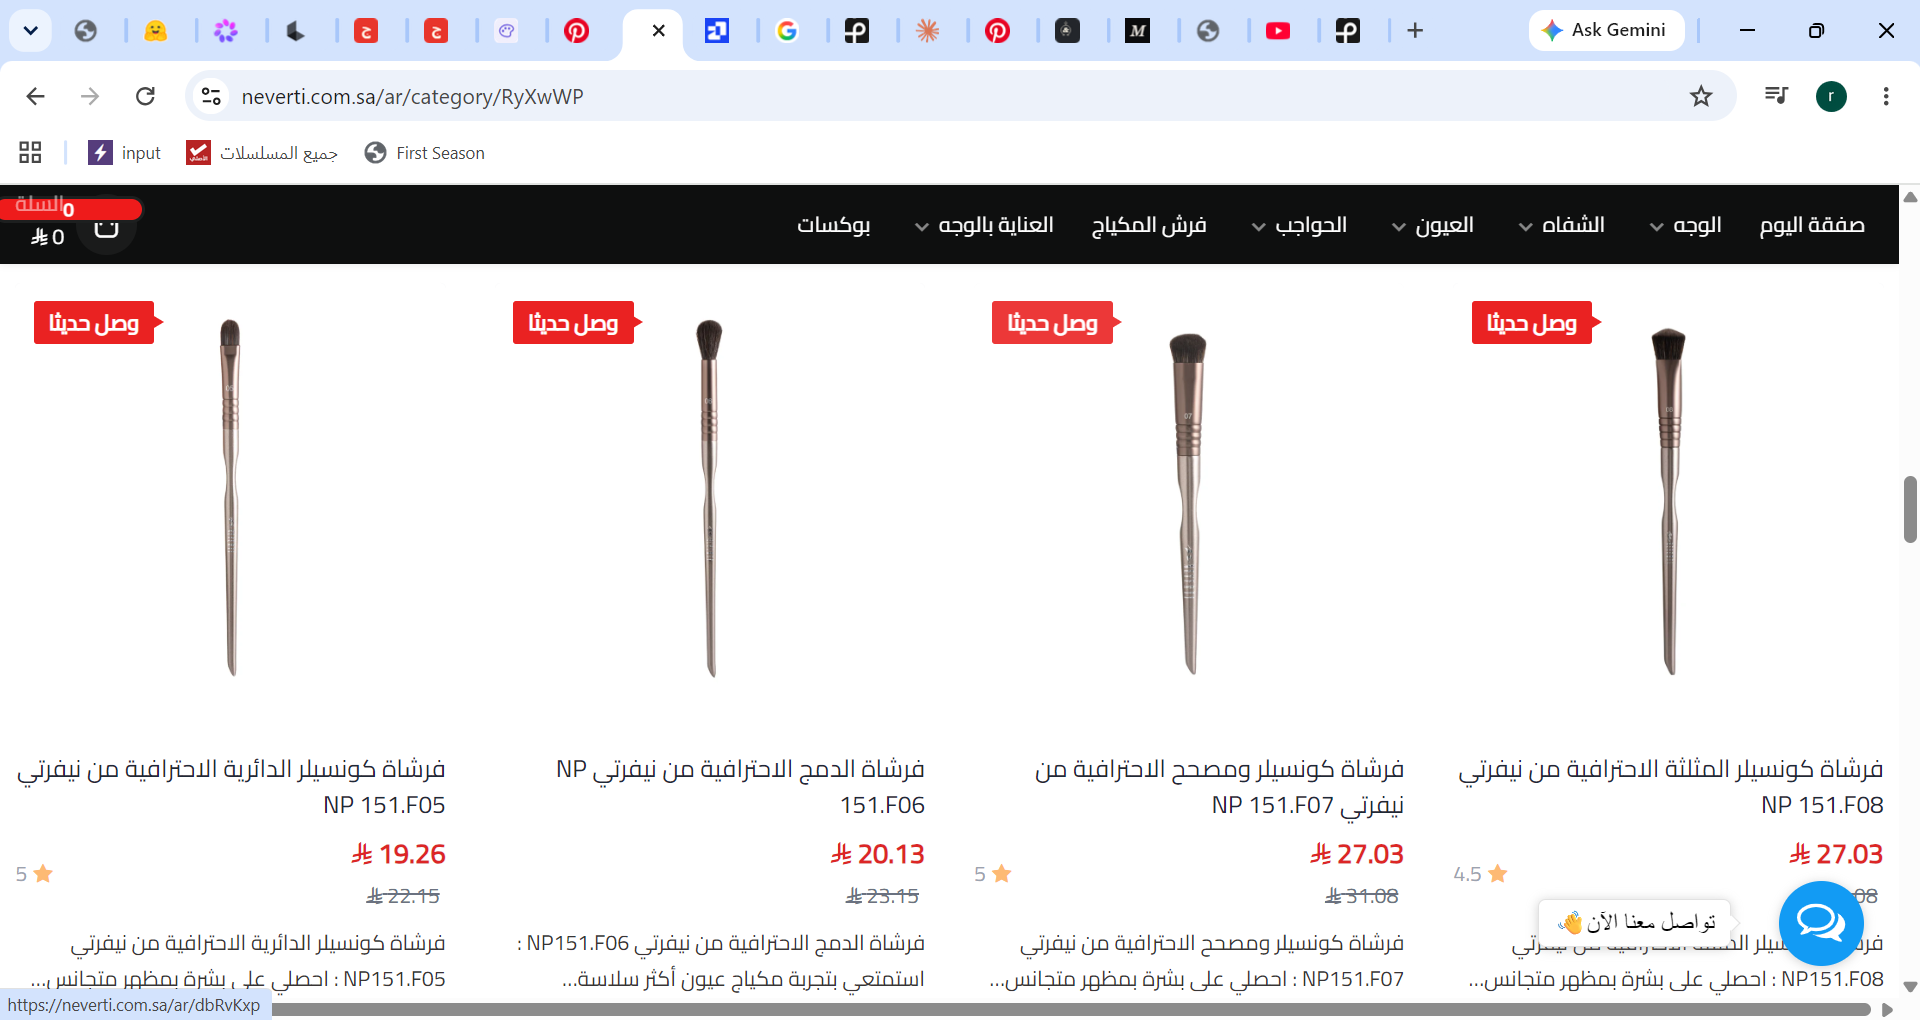 Ask Gemini
neverti.com.sa/ar/category/RyXwWP
r
input
جميع المسلسلات
First Season
صفقة اليوم
الوجه
الشفاه
العيون
الحواجب
فرش المكياج
العناية بالوجه
بوكسات
السلة
0
0
وصل حديثا
وصل حديثا
وصل حديثا
وصل حديثا
فرشاة كونسيلر المثلثة الاحترافية من نيفرتي
NP 151.F08
27.03
4.5
08
NP151.F08 : احصلي على بشرة بمظهر متجانس...
فرشاة كونسيلر ومصحح الاحترافية من
نيفرتي NP 151.F07
27.03
31.08
5
فرشاة كونسيلر ومصحح الاحترافية من نيفرتي
NP151.F07 : احصلي على بشرة بمظهر متجانس...
فرشاة الدمج الاحترافية من نيفرتي NP
151.F06
20.13
23.15
فرشاة الدمج الاحترافية من نيفرتي NP151.F06 :
استمتعي بتجربة مكياج عيون أكثر سلاسة...
فرشاة كونسيلر الدائرية الاحترافية من نيفرتي
NP 151.F05
19.26
22.15
5
فرشاة كونسيلر الدائرية الاحترافية من نيفرتي
NP151.F05 : احصلي على بشرة بمظهر متجانس...
تواصل معنا الآن 👋
https://neverti.com.sa/ar/dbRvKxp